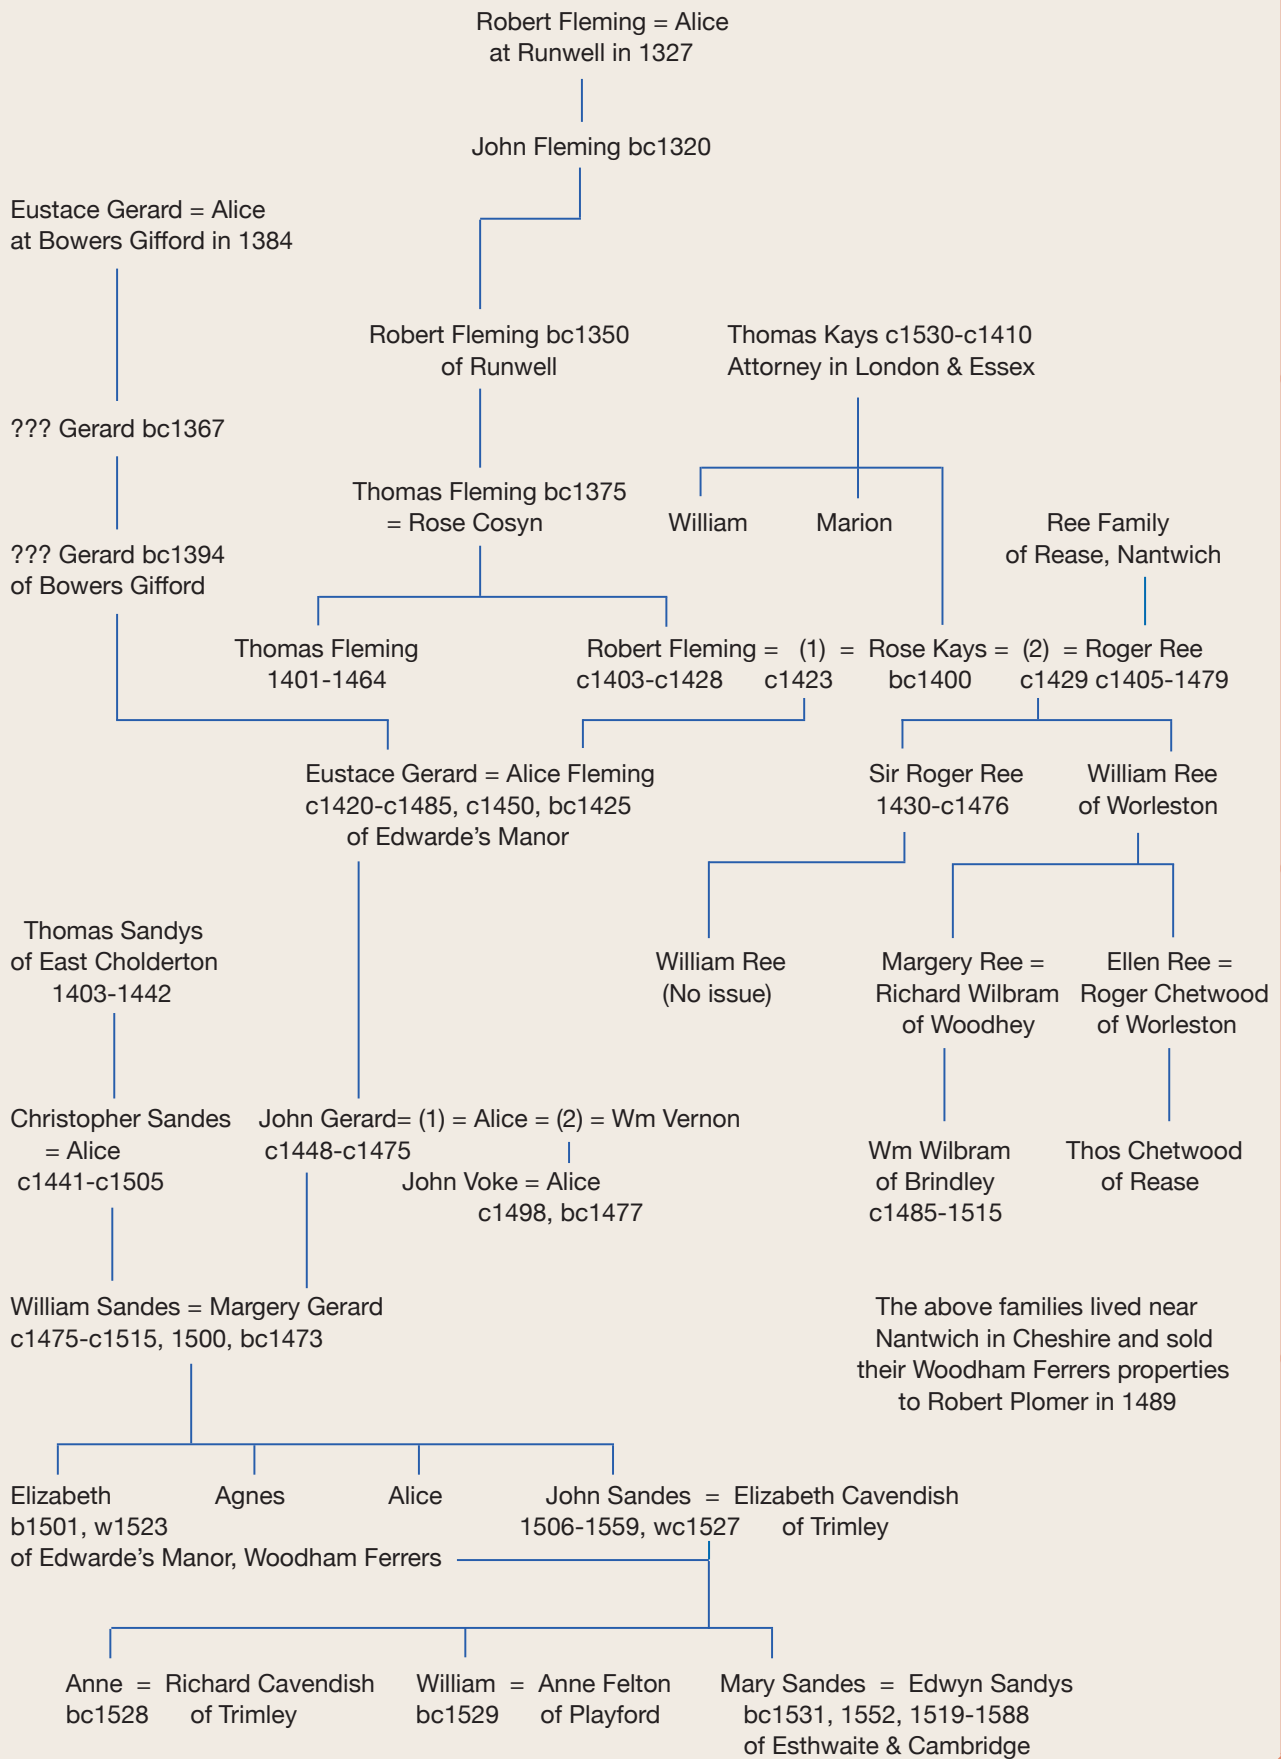 Robert Fleming = Alice
at Runwell in 1327
John Fleming bc1320
Eustace Gerard = Alice
at Bowers Gifford in 1384
Robert Fleming bc1350
of Runwell
Thomas Kays c1530-c1410
Attorney in London & Essex
??? Gerard bc1367
Thomas Fleming bc1375
= Rose Cosyn
William
Marion
Ree Family
of Rease, Nantwich
??? Gerard bc1394
of Bowers Gifford
Thomas Fleming
1401-1464
Robert Fleming = (1) = Rose Kays = (2) = Roger Ree
c1403-c1428 c1423 bc1400 c1429 c1405-1479
Eustace Gerard = Alice Fleming
c1420-c1485, c1450, bc1425
of Edwarde’s Manor
Sir Roger Ree
1430-c1476
William Ree
of Worleston
Thomas Sandys
of East Cholderton
1403-1442
William Ree
(No issue)
Margery Ree =
Richard Wilbram
of Woodhey
Ellen Ree =
Roger Chetwood
of Worleston
Christopher Sandes
= Alice
c1441-c1505
John Gerard= (1) = Alice = (2) = Wm Vernon
c1448-c1475
John Voke = Alice
c1498, bc1477
Wm Wilbram
of Brindley
c1485-1515
Thos Chetwood
of Rease
William Sandes = Margery Gerard
c1475-c1515, 1500, bc1473
The above families lived near
Nantwich in Cheshire and sold
their Woodham Ferrers properties
to Robert Plomer in 1489
Elizabeth
b1501, w1523
Agnes
Alice
John Sandes = Elizabeth Cavendish
1506-1559, wc1527 of Trimley
of Edwarde’s Manor, Woodham Ferrers
Anne = Richard Cavendish
bc1528 of Trimley
William = Anne Felton
bc1529 of Playford
Mary Sandes = Edwyn Sandys
bc1531, 1552, 1519-1588
of Esthwaite & Cambridge